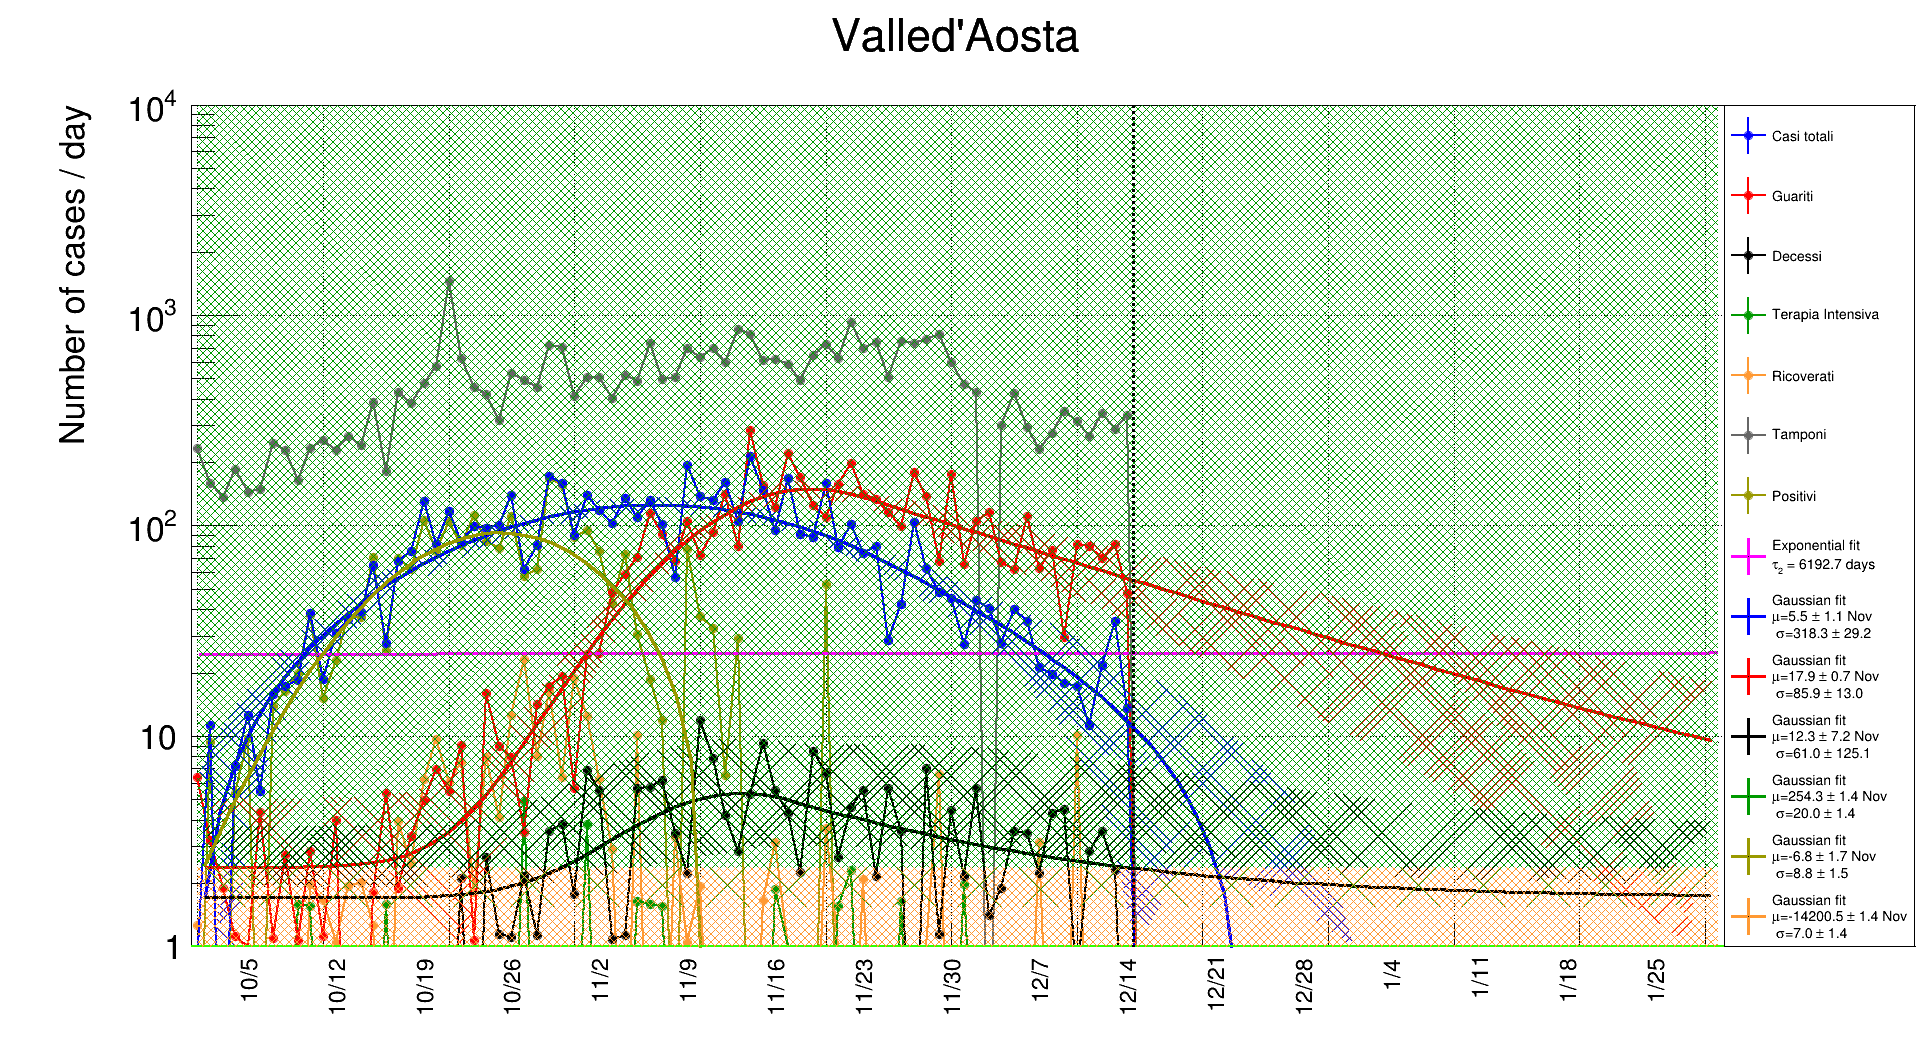 Valled'Aosta
Number of cases / day
10^4
10^3
10^2
10
1
10/5
10/12
10/19
10/26
11/2
11/9
11/16
11/23
11/30
12/7
12/14
12/21
12/28
1/4
1/11
1/18
1/25
Casi totali
Guariti
Decessi
Terapia Intensiva
Ricoverati
Tamponi
Positivi
Exponential fit
τ₂ = 6192.7 days
Gaussian fit
μ=5.5 ± 1.1 Nov
σ=318.3 ± 29.2
Gaussian fit
μ=17.9 ± 0.7 Nov
σ=85.9 ± 13.0
Gaussian fit
μ=12.3 ± 7.2 Nov
σ=61.0 ± 125.1
Gaussian fit
μ=254.3 ± 1.4 Nov
σ=20.0 ± 1.4
Gaussian fit
μ=-6.8 ± 1.7 Nov
σ=8.8 ± 1.5
Gaussian fit
μ=-14200.5 ± 1.4 Nov
σ=7.0 ± 1.4